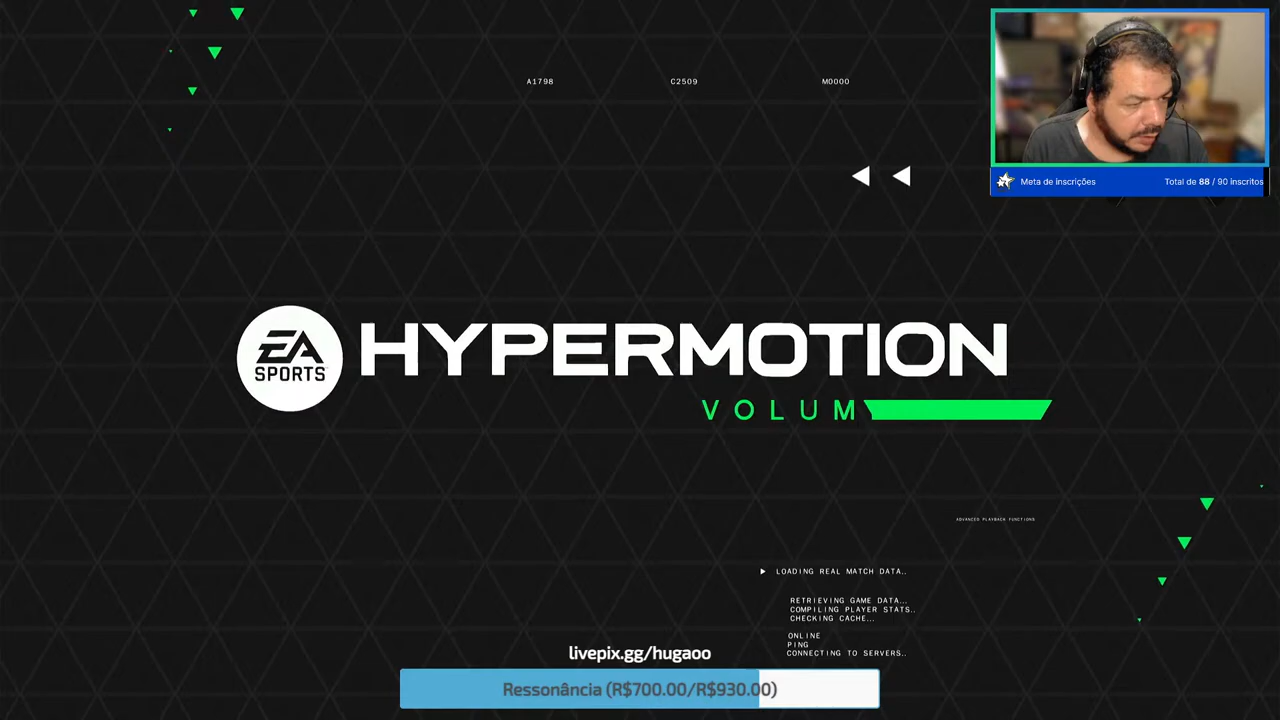 A1798 C2509 M0000
Meta de inscrições Total de 88 / 90 inscritos
EA SPORTS HYPERMOTION
VOLUM
ADVANCED PLAYBACK FUNCTIONS
LOADING REAL MATCH DATA..
RETRIEVING GAME DATA...
COMPILING PLAYER STATS..
CHECKING CACHE...
ONLINE
PING
CONNECTING TO SERVERS..
livepix.gg/hugaoo
Ressonância (R$700.00/R$930.00)